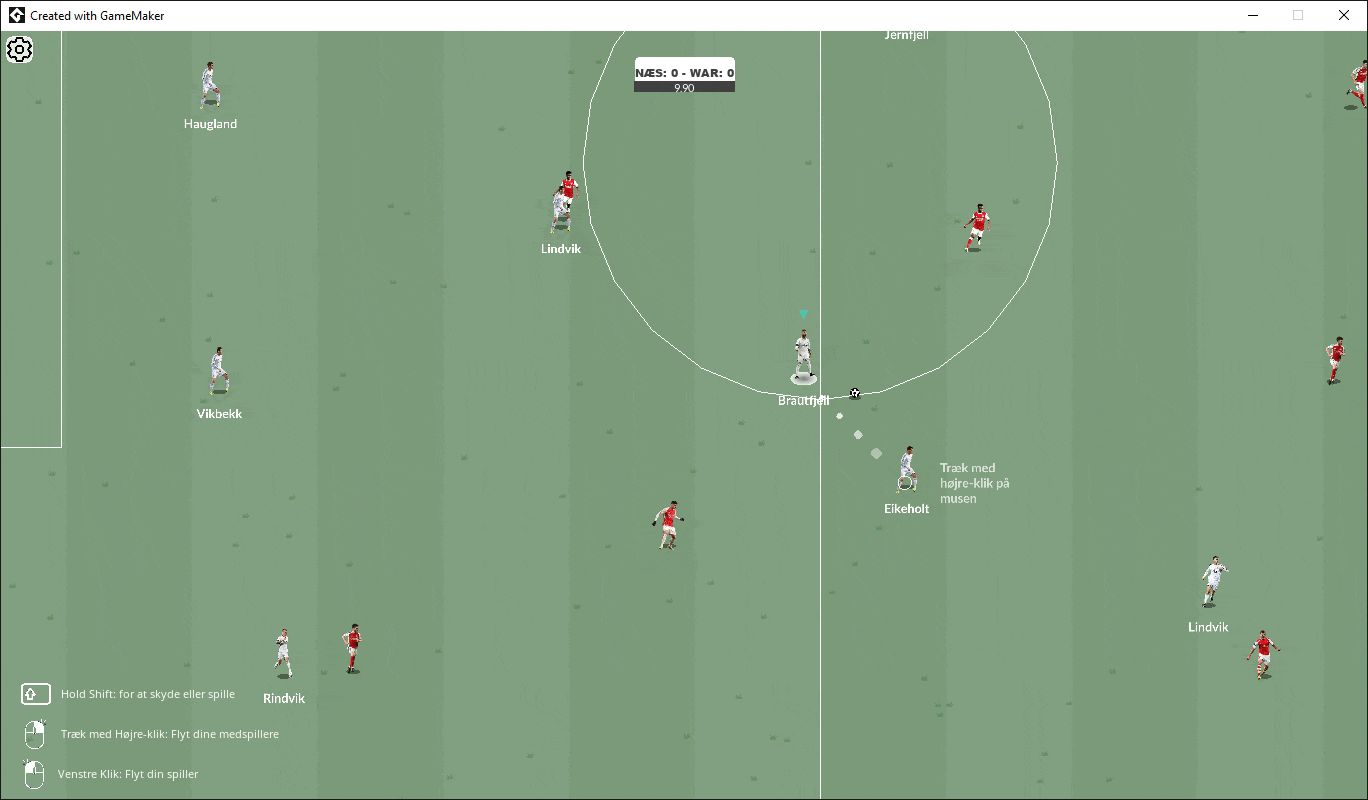 Created with GameMaker
Jernfjell
NÆS: 0 - WAR: 0
9.90
Haugland
Lindvik
Brautfjell
Vikbekk
Træk med
højre-klik på
musen
Eikeholt
Lindvik
Rindvik
Hold Shift: for at skyde eller spille
Træk med Højre-klik: Flyt dine medspillere
Venstre Klik: Flyt din spiller